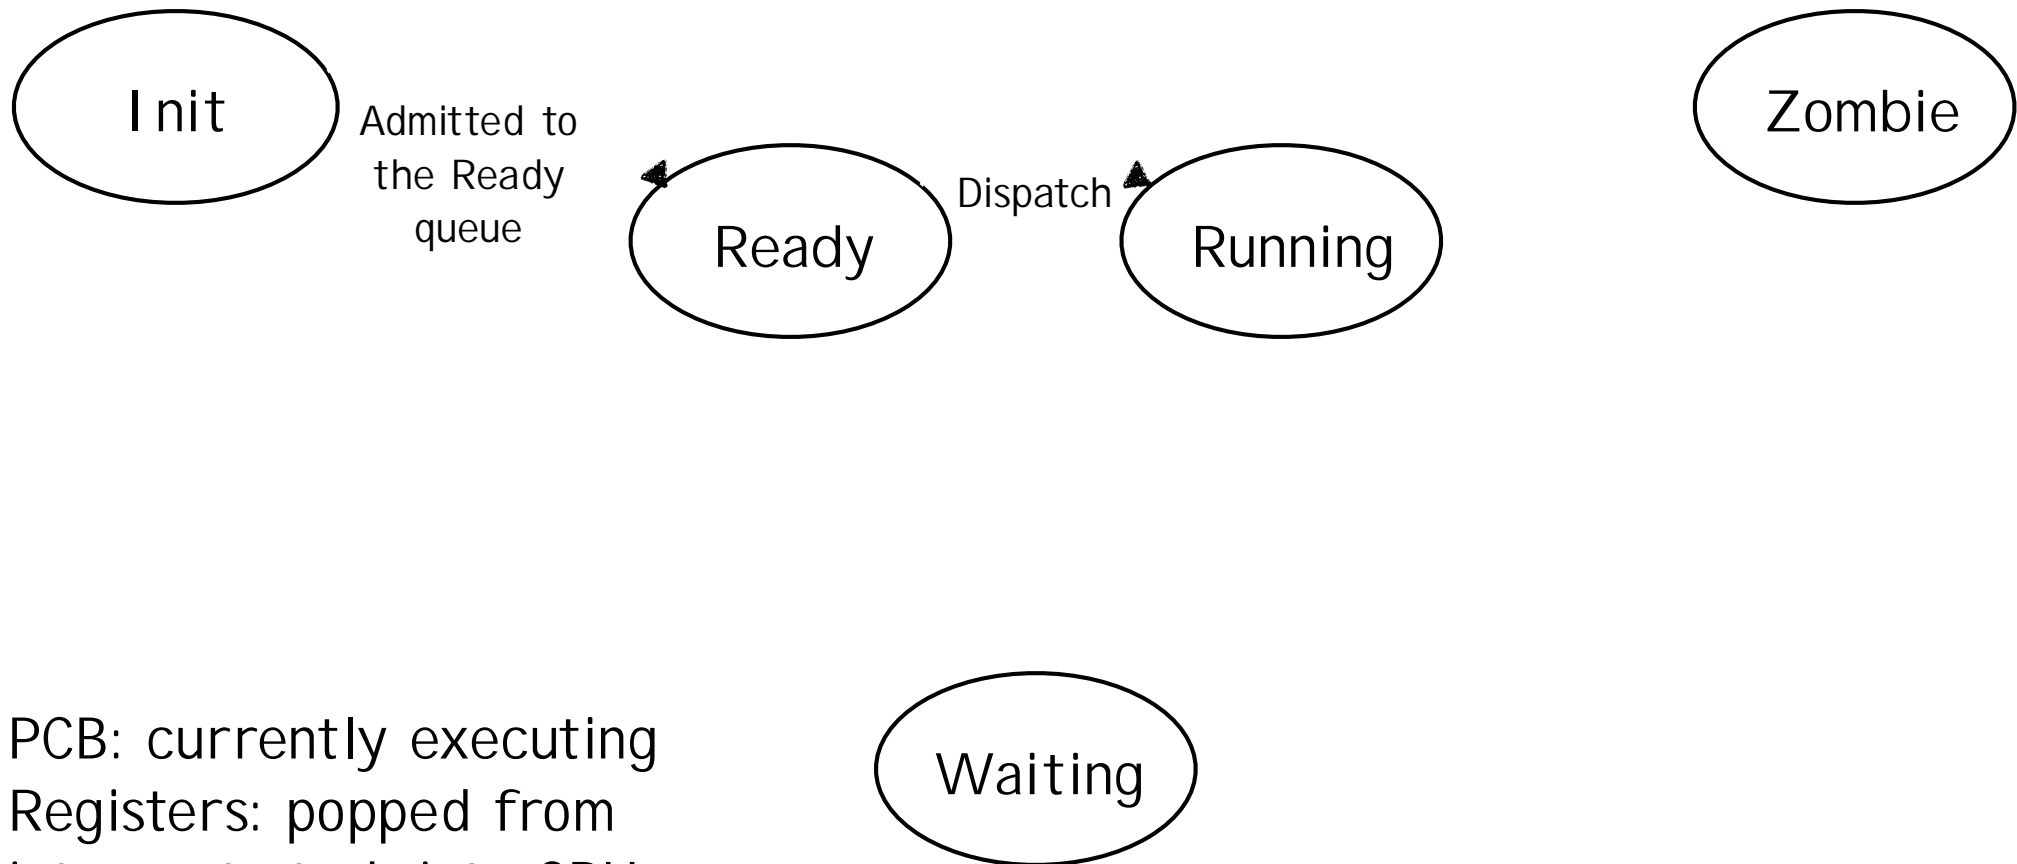 Init
Zombie
Admitted to
the Ready
queue
Dispatch
Ready
Running
PCB: currently executing
Registers: popped from
Waiting